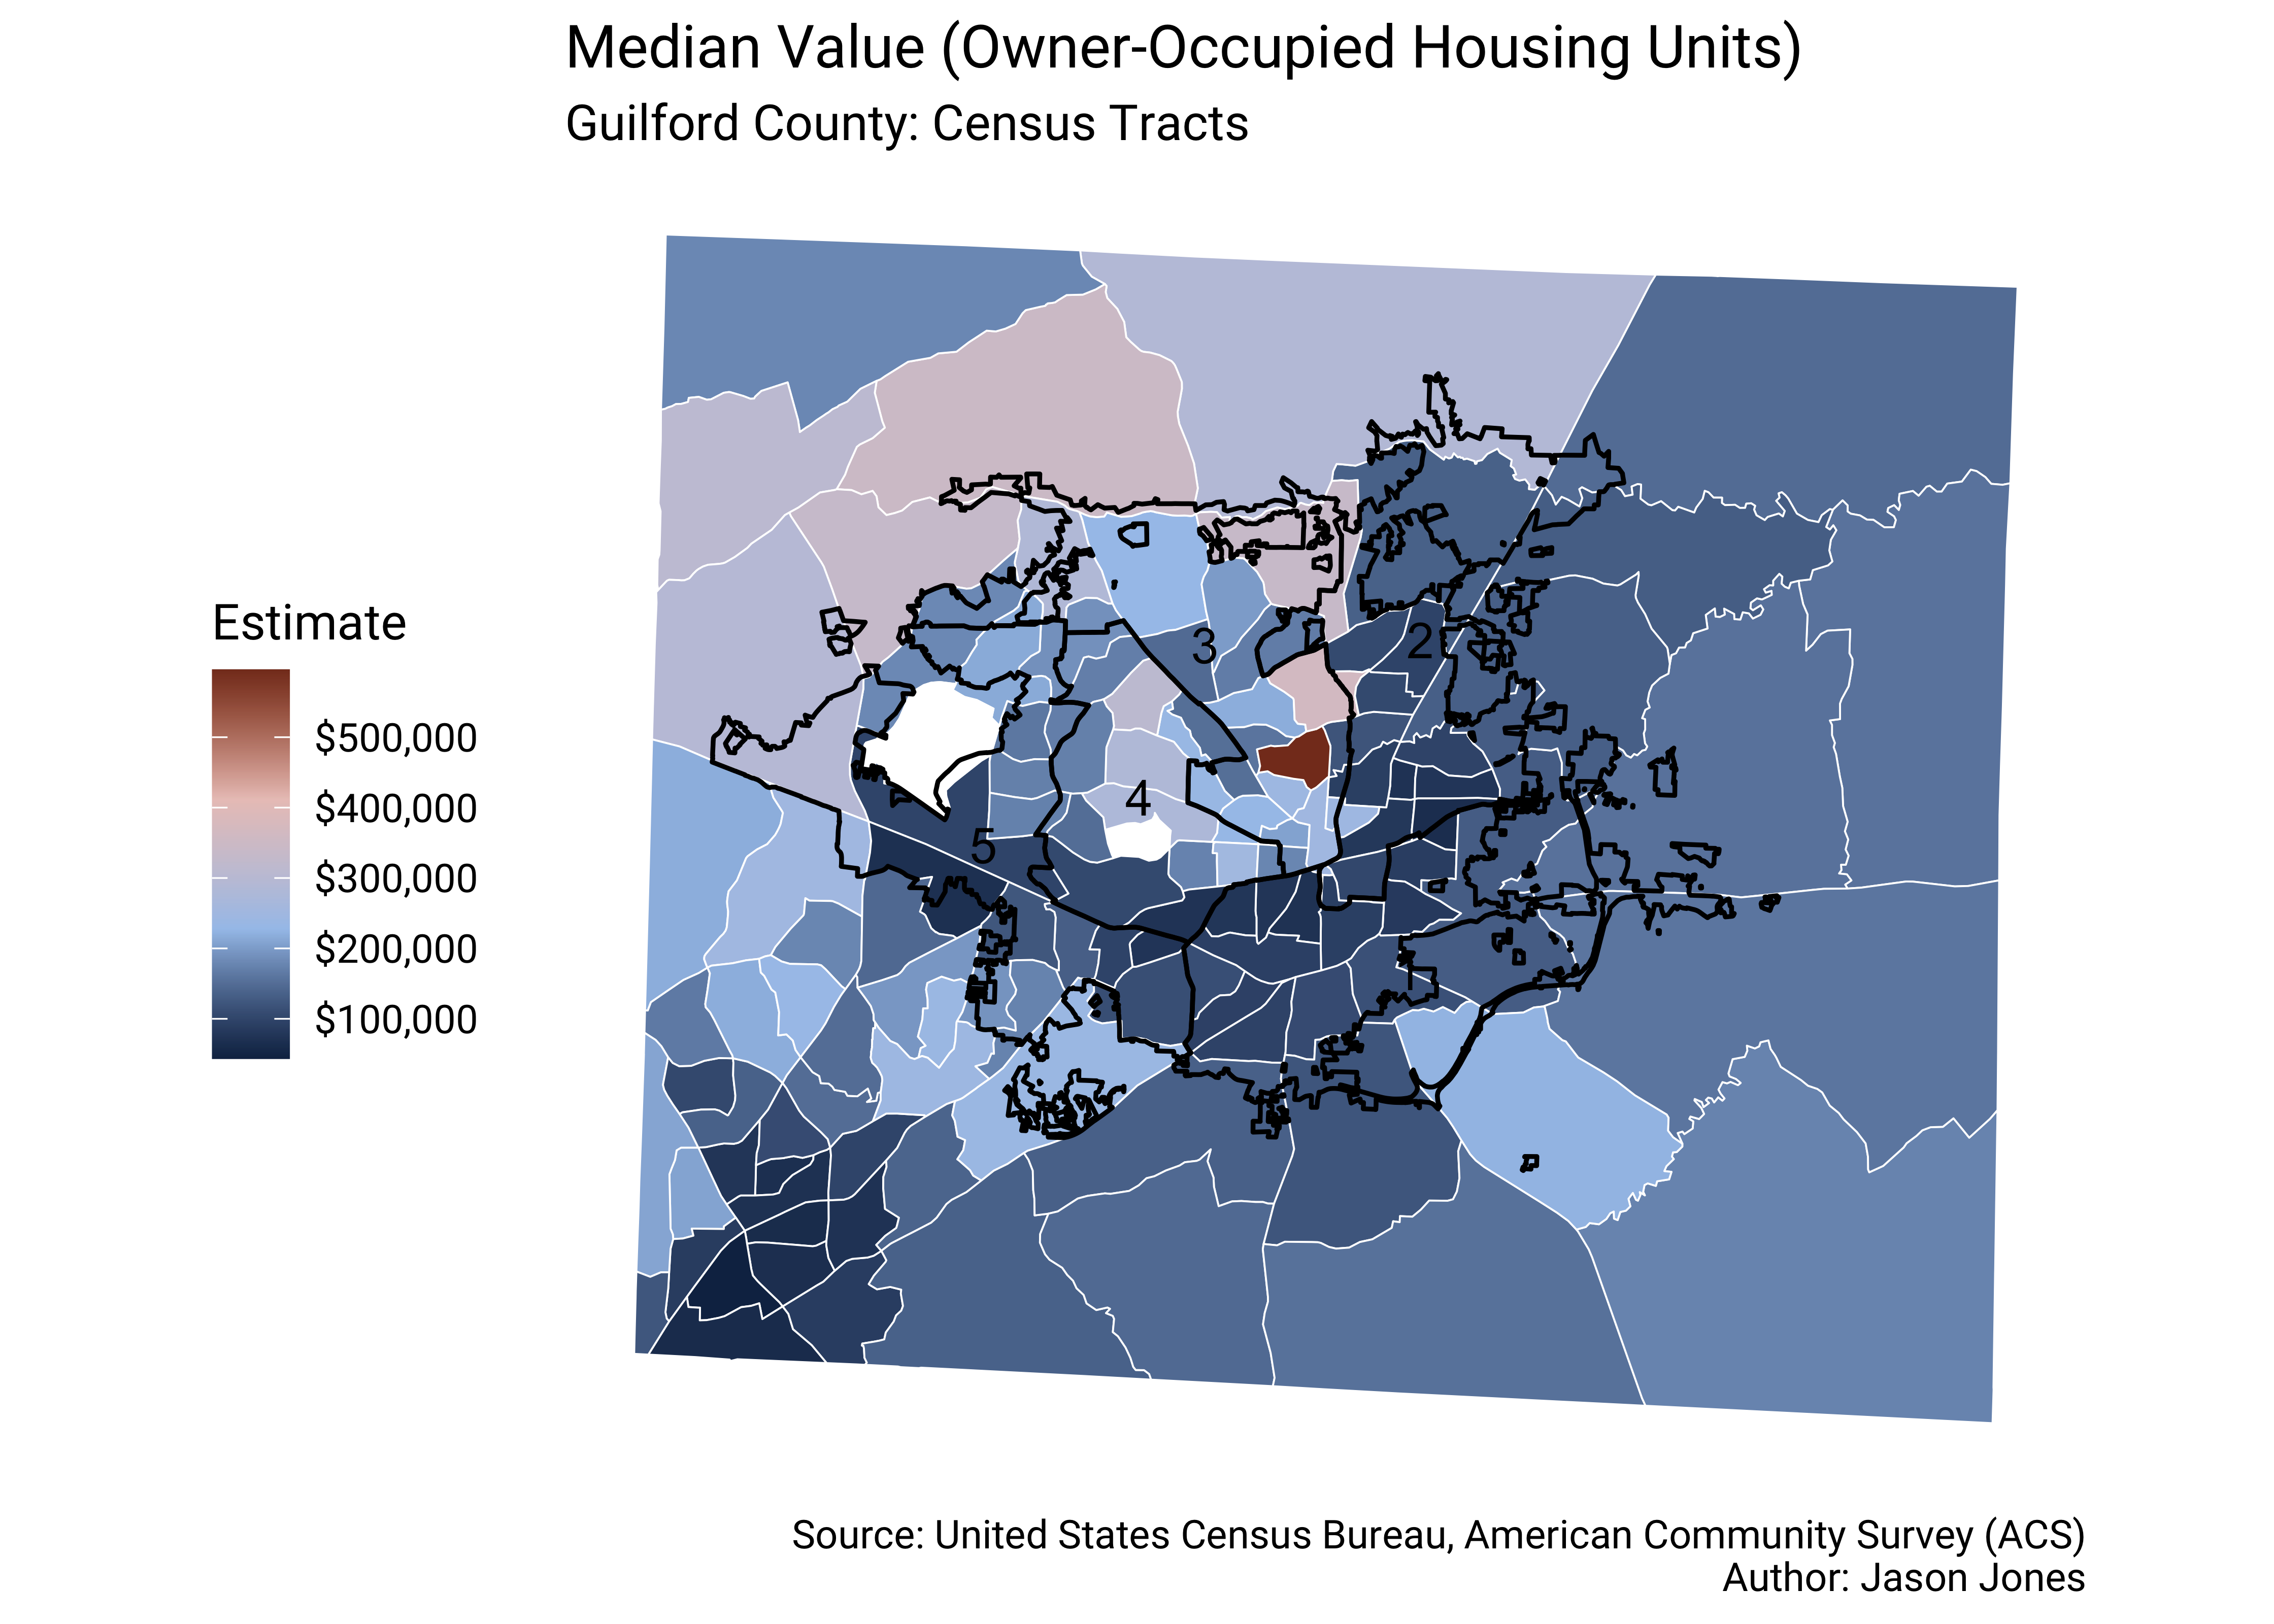 Median Value (Owner-Occupied Housing Units)
Guilford County: Census Tracts
Estimate
$500,000
$400,000
$300,000
$200,000
$100,000
3
2
4
5
Source: United States Census Bureau, American Community Survey (ACS)
Author: Jason Jones